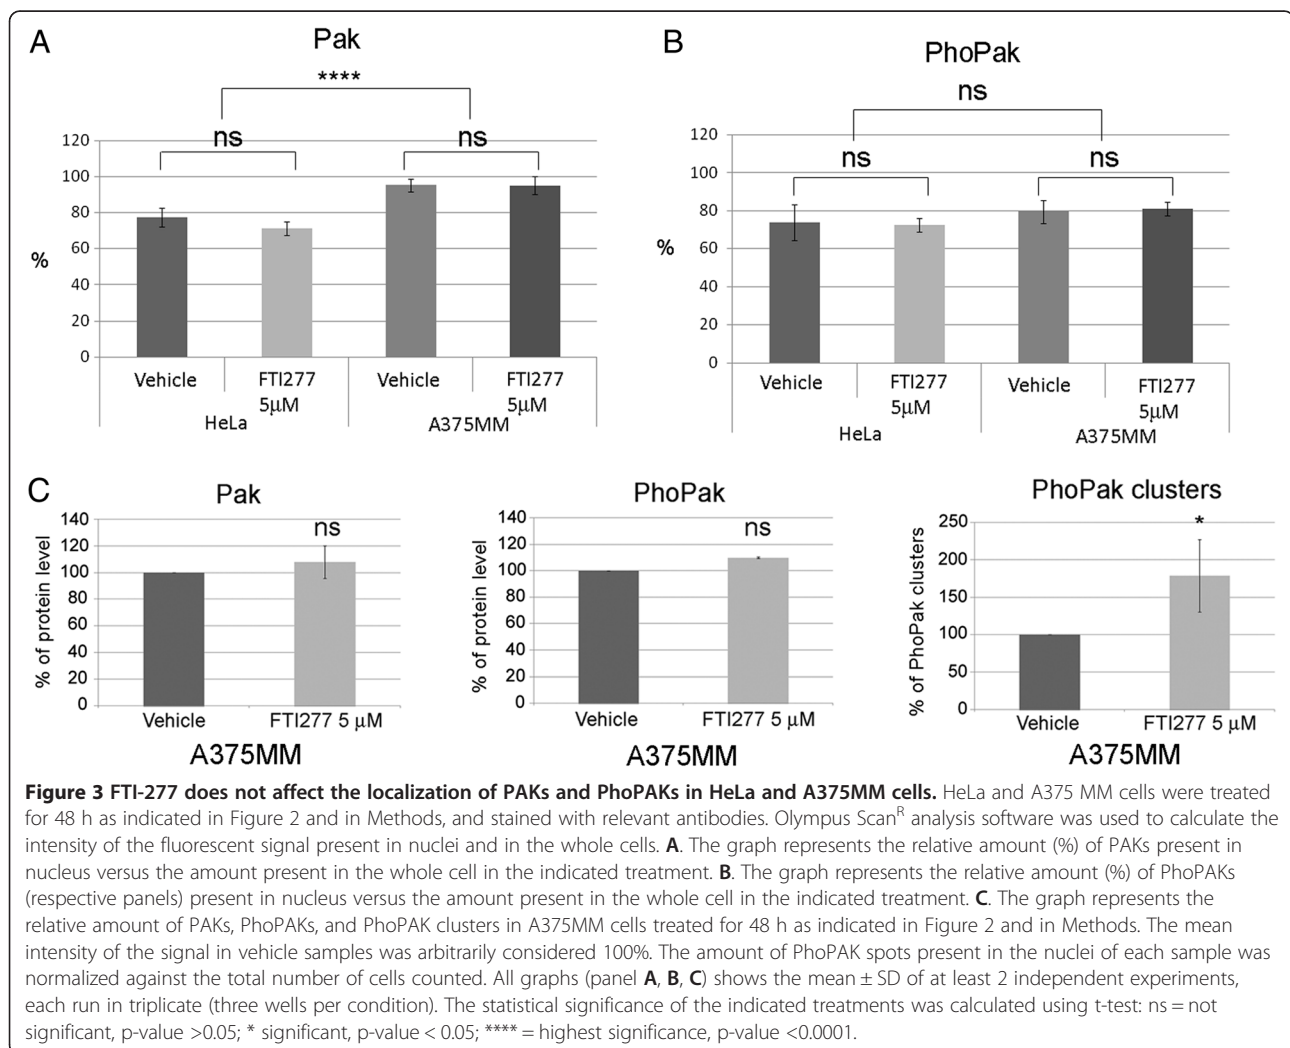 A
Pak
****
ns
ns
120
100
80
60
40
20
0
%
Vehicle
FTI277
5μM
Vehicle
FTI277
5μM
HeLa
A375MM
B
PhoPak
ns
ns
ns
120
100
80
60
40
20
0
%
Vehicle
FTI277
5μM
Vehicle
FTI277
5μM
HeLa
A375MM
C
Pak
% of protein level
140
120
100
80
60
40
20
0
ns
Vehicle
FTI277 5 μM
A375MM
PhoPak
% of protein level
140
120
100
80
60
40
20
0
ns
Vehicle
FTI277 5 μM
A375MM
PhoPak clusters
% of PhoPak clusters
250
200
150
100
50
0
*
Vehicle
FTI277 5 μM
A375MM
Figure 3 FTI-277 does not affect the localization of PAKs and PhoPAKs in HeLa and A375MM cells. HeLa and A375 MM cells were treated
for 48 h as indicated in Figure 2 and in Methods, and stained with relevant antibodies. Olympus Scan^R analysis software was used to calculate the
intensity of the fluorescent signal present in nuclei and in the whole cells. A. The graph represents the relative amount (%) of PAKs present in
nucleus versus the amount present in the whole cell in the indicated treatment. B. The graph represents the relative amount (%) of PhoPAKs
(respective panels) present in nucleus versus the amount present in the whole cell in the indicated treatment. C. The graph represents the
relative amount of PAKs, PhoPAKs, and PhoPAK clusters in A375MM cells treated for 48 h as indicated in Figure 2 and in Methods. The mean
intensity of the signal in vehicle samples was arbitrarily considered 100%. The amount of PhoPAK spots present in the nuclei of each sample was
normalized against the total number of cells counted. All graphs (panel A, B, C) shows the mean ± SD of at least 2 independent experiments,
each run in triplicate (three wells per condition). The statistical significance of the indicated treatments was calculated using t-test: ns = not
significant, p-value >0.05; * significant, p-value < 0.05; **** = highest significance, p-value <0.0001.